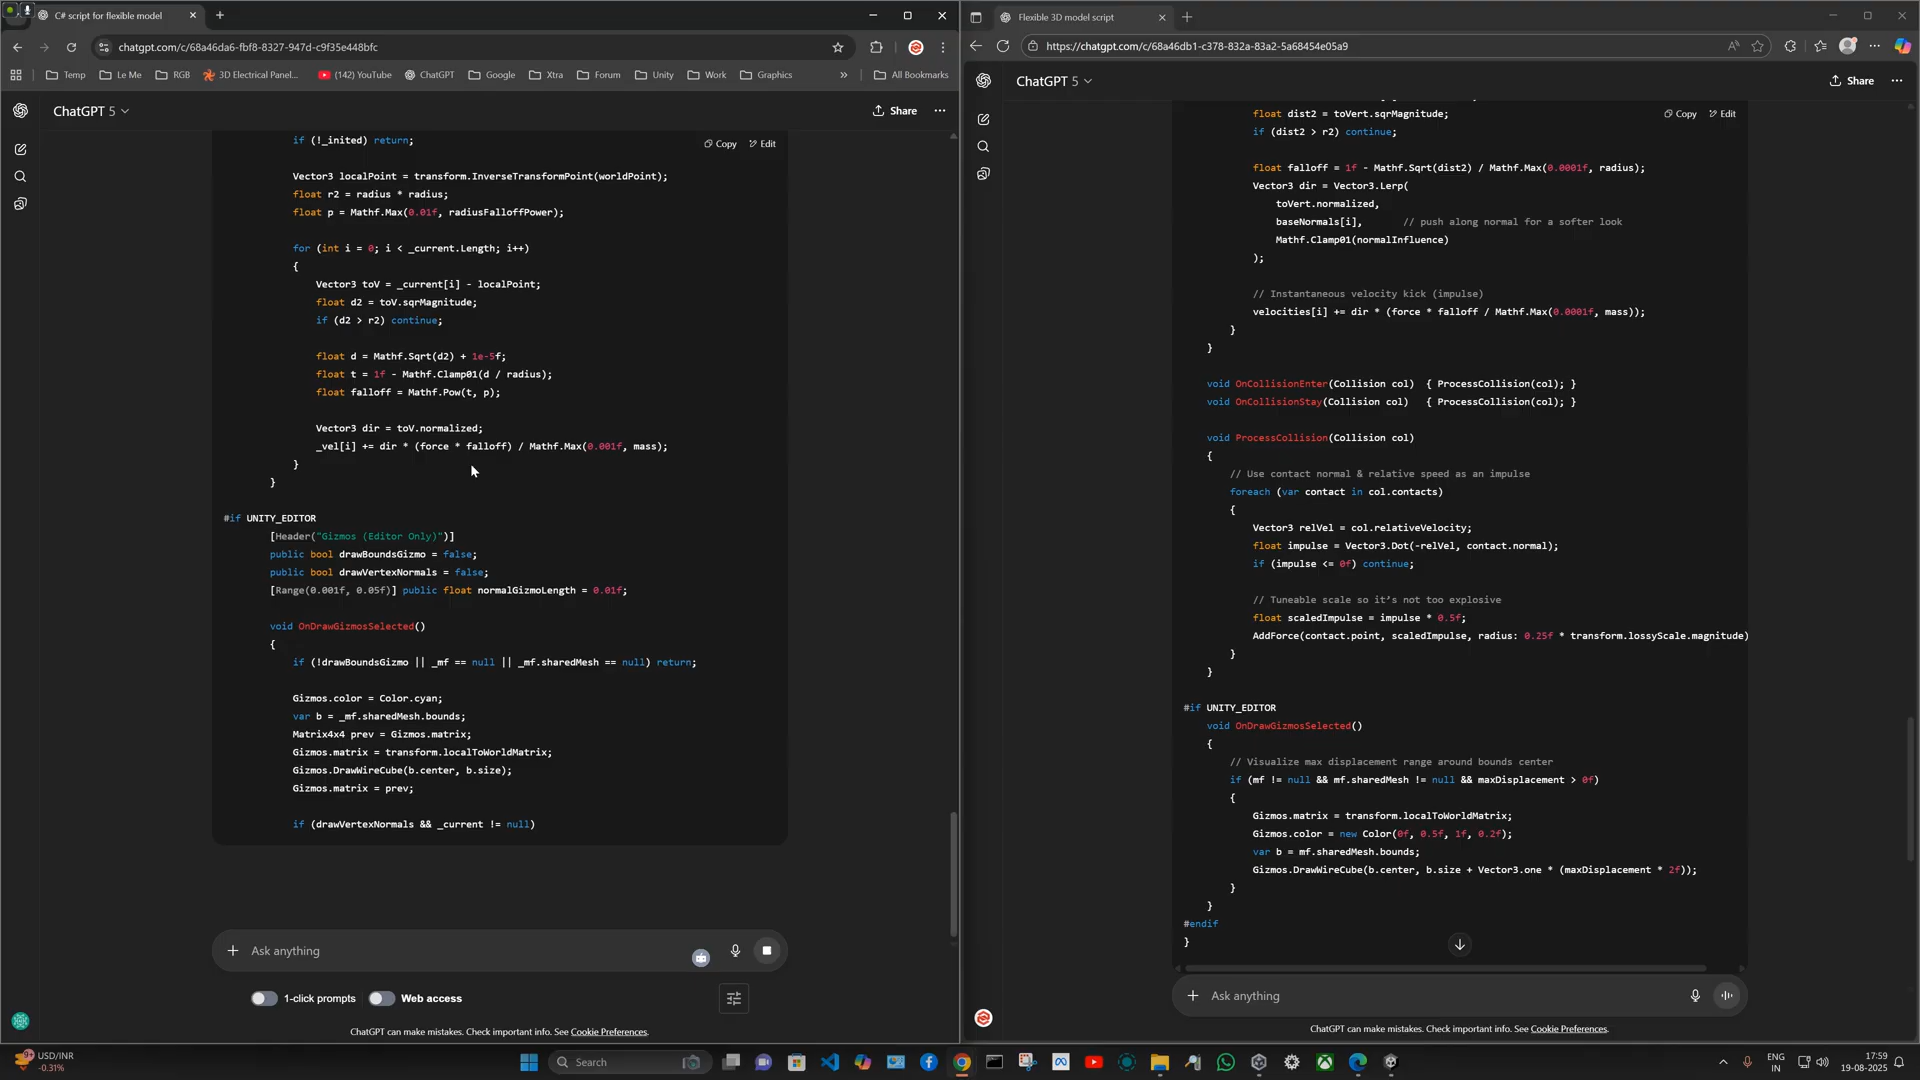 C# script for flexible model
chatgpt.com/c/68a46da6-fbf8-8327-947d-c9f35e448bfc
Temp
Le Me
RGB
3D Electrical Panel...
(142) YouTube
ChatGPT
Google
Xtra
Forum
Unity
Work
Graphics
»
All Bookmarks
ChatGPT 5
Share
Copy
Edit
if (!_inited) return;
Vector3 localPoint = transform.InverseTransformPoint(worldPoint);
float r2 = radius * radius;
float p = Mathf.Max(0.01f, radiusFalloffPower);
for (int i = 0; i < _current.Length; i++)
{
Vector3 toV = _current[i] - localPoint;
float d2 = toV.sqrMagnitude;
if (d2 > r2) continue;
float d = Mathf.Sqrt(d2) + 1e-5f;
float t = 1f - Mathf.Clamp01(d / radius);
float falloff = Mathf.Pow(t, p);
Vector3 dir = toV.normalized;
_vel[i] += dir * (force * falloff) / Mathf.Max(0.001f, mass);
}
}
#if UNITY_EDITOR
[Header("Gizmos (Editor Only)")]
public bool drawBoundsGizmo = false;
public bool drawVertexNormals = false;
[Range(0.001f, 0.05f)] public float normalGizmoLength = 0.01f;
void OnDrawGizmosSelected()
{
if (!drawBoundsGizmo || _mf == null || _mf.sharedMesh == null) return;
Gizmos.color = Color.cyan;
var b = _mf.sharedMesh.bounds;
Matrix4x4 prev = Gizmos.matrix;
Gizmos.matrix = transform.localToWorldMatrix;
Gizmos.DrawWireCube(b.center, b.size);
Gizmos.matrix = prev;
if (drawVertexNormals && _current != null)
Ask anything
1-click prompts
Web access
ChatGPT can make mistakes. Check important info. See Cookie Preferences.
Flexible 3D model script
https://chatgpt.com/c/68a46db1-c378-832a-83a2-5a68454e05a9
ChatGPT 5
Share
Copy
Edit
float dist2 = toVert.sqrMagnitude;
if (dist2 > r2) continue;
float falloff = 1f - Mathf.Sqrt(dist2) / Mathf.Max(0.0001f, radius);
Vector3 dir = Vector3.Lerp(
toVert.normalized,
baseNormals[i], // push along normal for a softer look
Mathf.Clamp01(normalInfluence)
);
// Instantaneous velocity kick (impulse)
velocities[i] += dir * (force * falloff / Mathf.Max(0.0001f, mass));
}
}
void OnCollisionEnter(Collision col) { ProcessCollision(col); }
void OnCollisionStay(Collision col) { ProcessCollision(col); }
void ProcessCollision(Collision col)
{
// Use contact normal & relative speed as an impulse
foreach (var contact in col.contacts)
{
Vector3 relVel = col.relativeVelocity;
float impulse = Vector3.Dot(-relVel, contact.normal);
if (impulse <= 0f) continue;
// Tuneable scale so it's not too explosive
float scaledImpulse = impulse * 0.5f;
AddForce(contact.point, scaledImpulse, radius: 0.25f * transform.lossyScale.magnitude)
}
}
#if UNITY_EDITOR
void OnDrawGizmosSelected()
{
// Visualize max displacement range around bounds center
if (mf != null && mf.sharedMesh != null && maxDisplacement > 0f)
{
Gizmos.matrix = transform.localToWorldMatrix;
Gizmos.color = new Color(0f, 0.5f, 1f, 0.2f);
var b = mf.sharedMesh.bounds;
Gizmos.DrawWireCube(b.center, b.size + Vector3.one * (maxDisplacement * 2f));
}
}
#endif
}
Ask anything
ChatGPT can make mistakes. Check important info. See Cookie Preferences.
USD/INR
-0.31%
Search
ENG
IN
17:59
19-08-2025